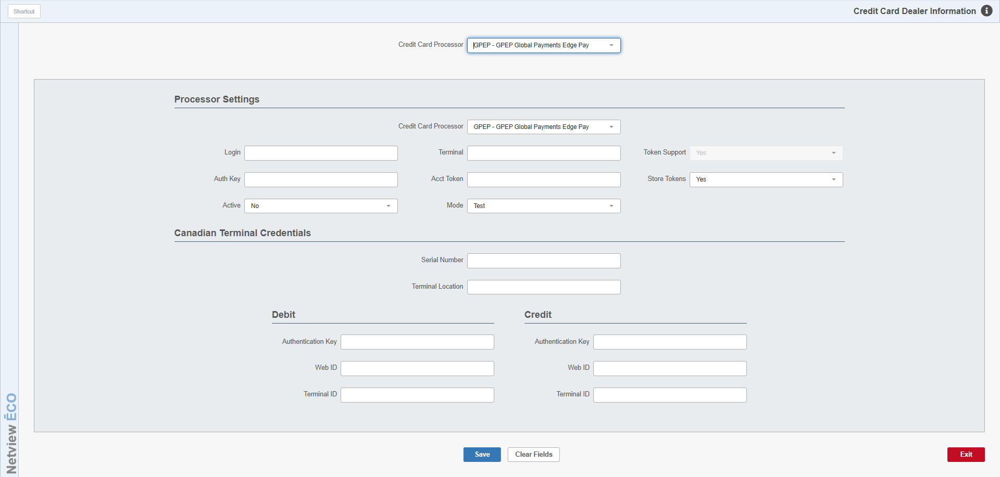 Shortcut
Credit Card Dealer Information
Credit Card Processor GPEP - GPEP Global Payments Edge Pay
Processor Settings
Credit Card Processor GPEP - GPEP Global Payments Edge Pay
Login Terminal Token Support Yes
Auth Key Acct Token Store Tokens Yes
Active No Mode Test
Canadian Terminal Credentials
Serial Number
Terminal Location
Debit Credit
Authentication Key Authentication Key
Web ID Web ID
Terminal ID Terminal ID
Netview ĒCO
Save Clear Fields Exit